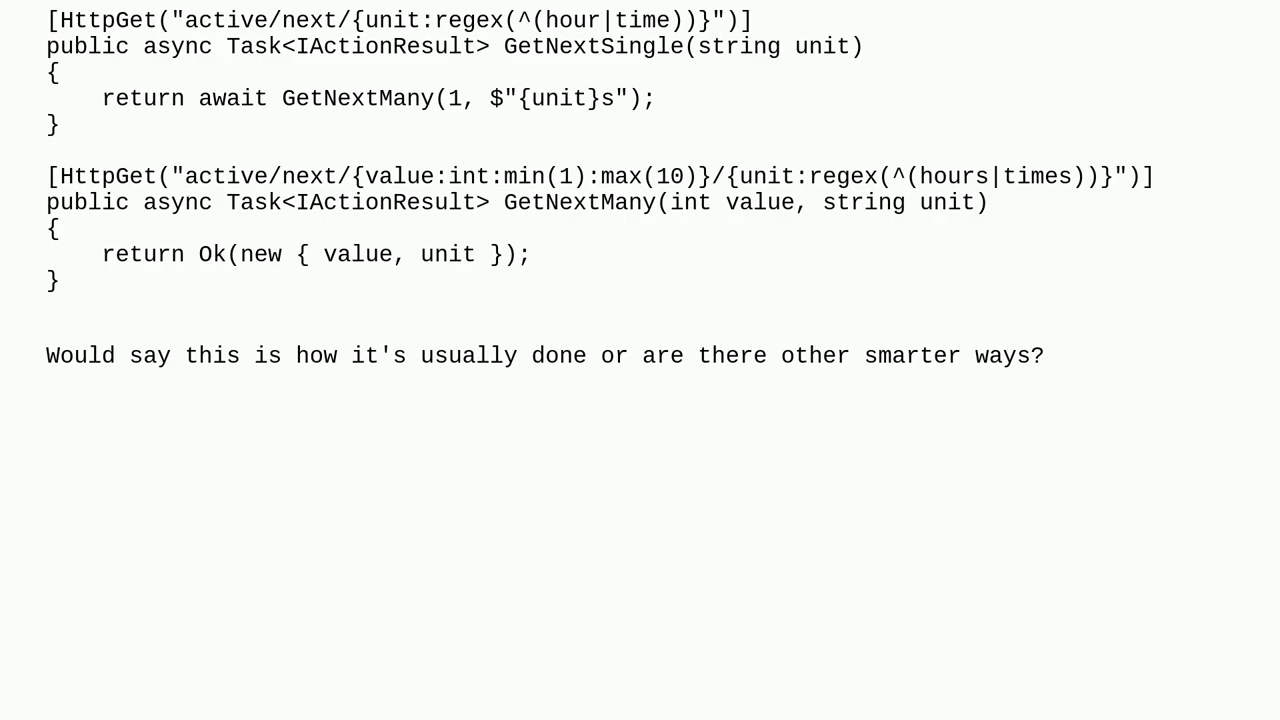 [HttpGet("active/next/{unit:regex(^(hour|time))}")]
public async Task<IActionResult> GetNextSingle(string unit)
{
    return await GetNextMany(1, $"{unit}s");
}

[HttpGet("active/next/{value:int:min(1):max(10)}/{unit:regex(^(hours|times))}")]
public async Task<IActionResult> GetNextMany(int value, string unit)
{
    return Ok(new { value, unit });
}

Would say this is how it's usually done or are there other smarter ways?